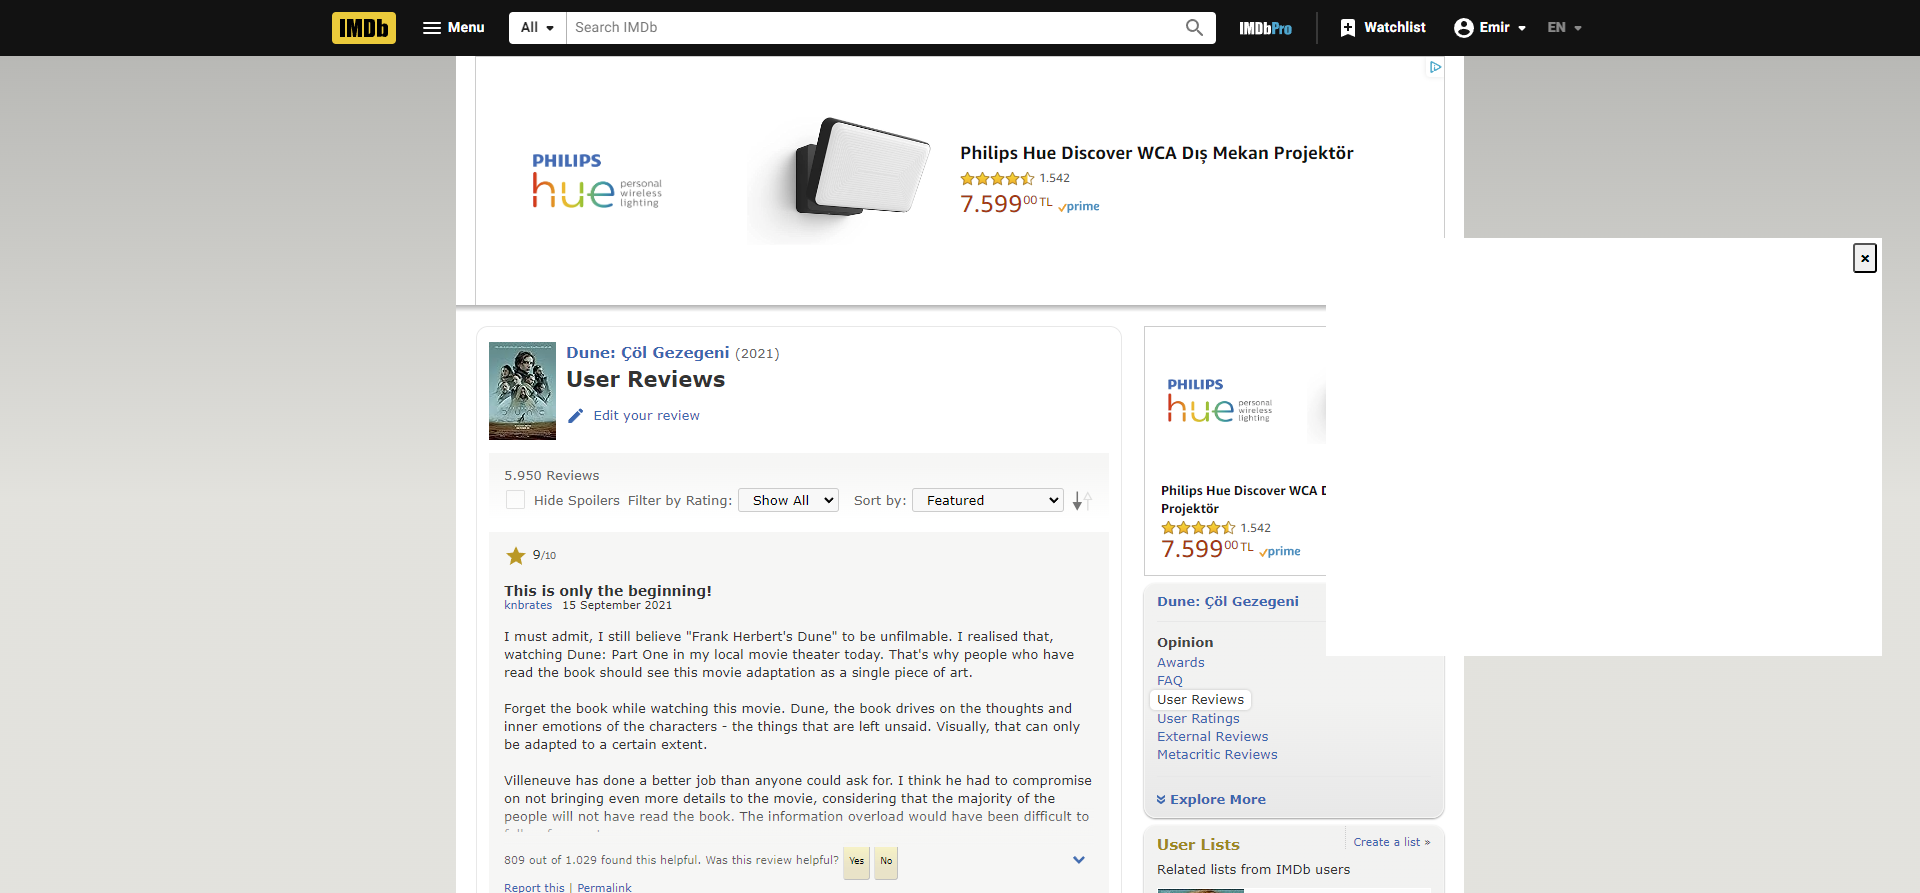 IMDb
Menu
All
Search IMDb
IMDbPro
Watchlist
Emir
EN
PHILIPS
hue personal wireless lighting
Philips Hue Discover WCA Dış Mekan Projektör
1.542
7.59900 TL prime
×
Dune: Çöl Gezegeni (2021)
User Reviews
Edit your review
5.950 Reviews
Hide Spoilers Filter by Rating: Show All Sort by: Featured
9/10
This is only the beginning!
knbrates 15 September 2021
I must admit, I still believe "Frank Herbert's Dune" to be unfilmable. I realised that,
watching Dune: Part One in my local movie theater today. That's why people who have
read the book should see this movie adaptation as a single piece of art.
Forget the book while watching this movie. Dune, the book drives on the thoughts and
inner emotions of the characters - the things that are left unsaid. Visually, that can only
be adapted to a certain extent.
Villeneuve has done a better job than anyone could ask for. I think he had to compromise
on not bringing even more details to the movie, considering that the majority of the
people will not have read the book. The information overload would have been difficult to
809 out of 1.029 found this helpful. Was this review helpful? Yes No
Report this | Permalink
PHILIPS
hue personal wireless lighting
Philips Hue Discover WCA
Projektör
1.542
7.59900 TL prime
Dune: Çöl Gezegeni
Opinion
Awards
FAQ
User Reviews
User Ratings
External Reviews
Metacritic Reviews
Explore More
User Lists
Create a list »
Related lists from IMDb users